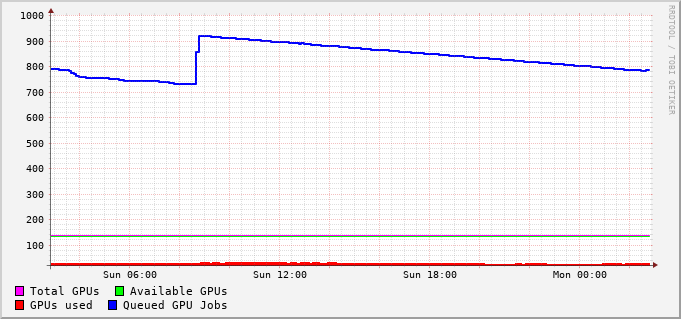 1000
900
800
700
600
500
400
300
200
100
Sun 06:00 Sun 12:00 Sun 18:00 Mon 00:00
Total GPUs Available GPUs
GPUs used Queued GPU Jobs
RRDTOOL / TOBI OETIKER